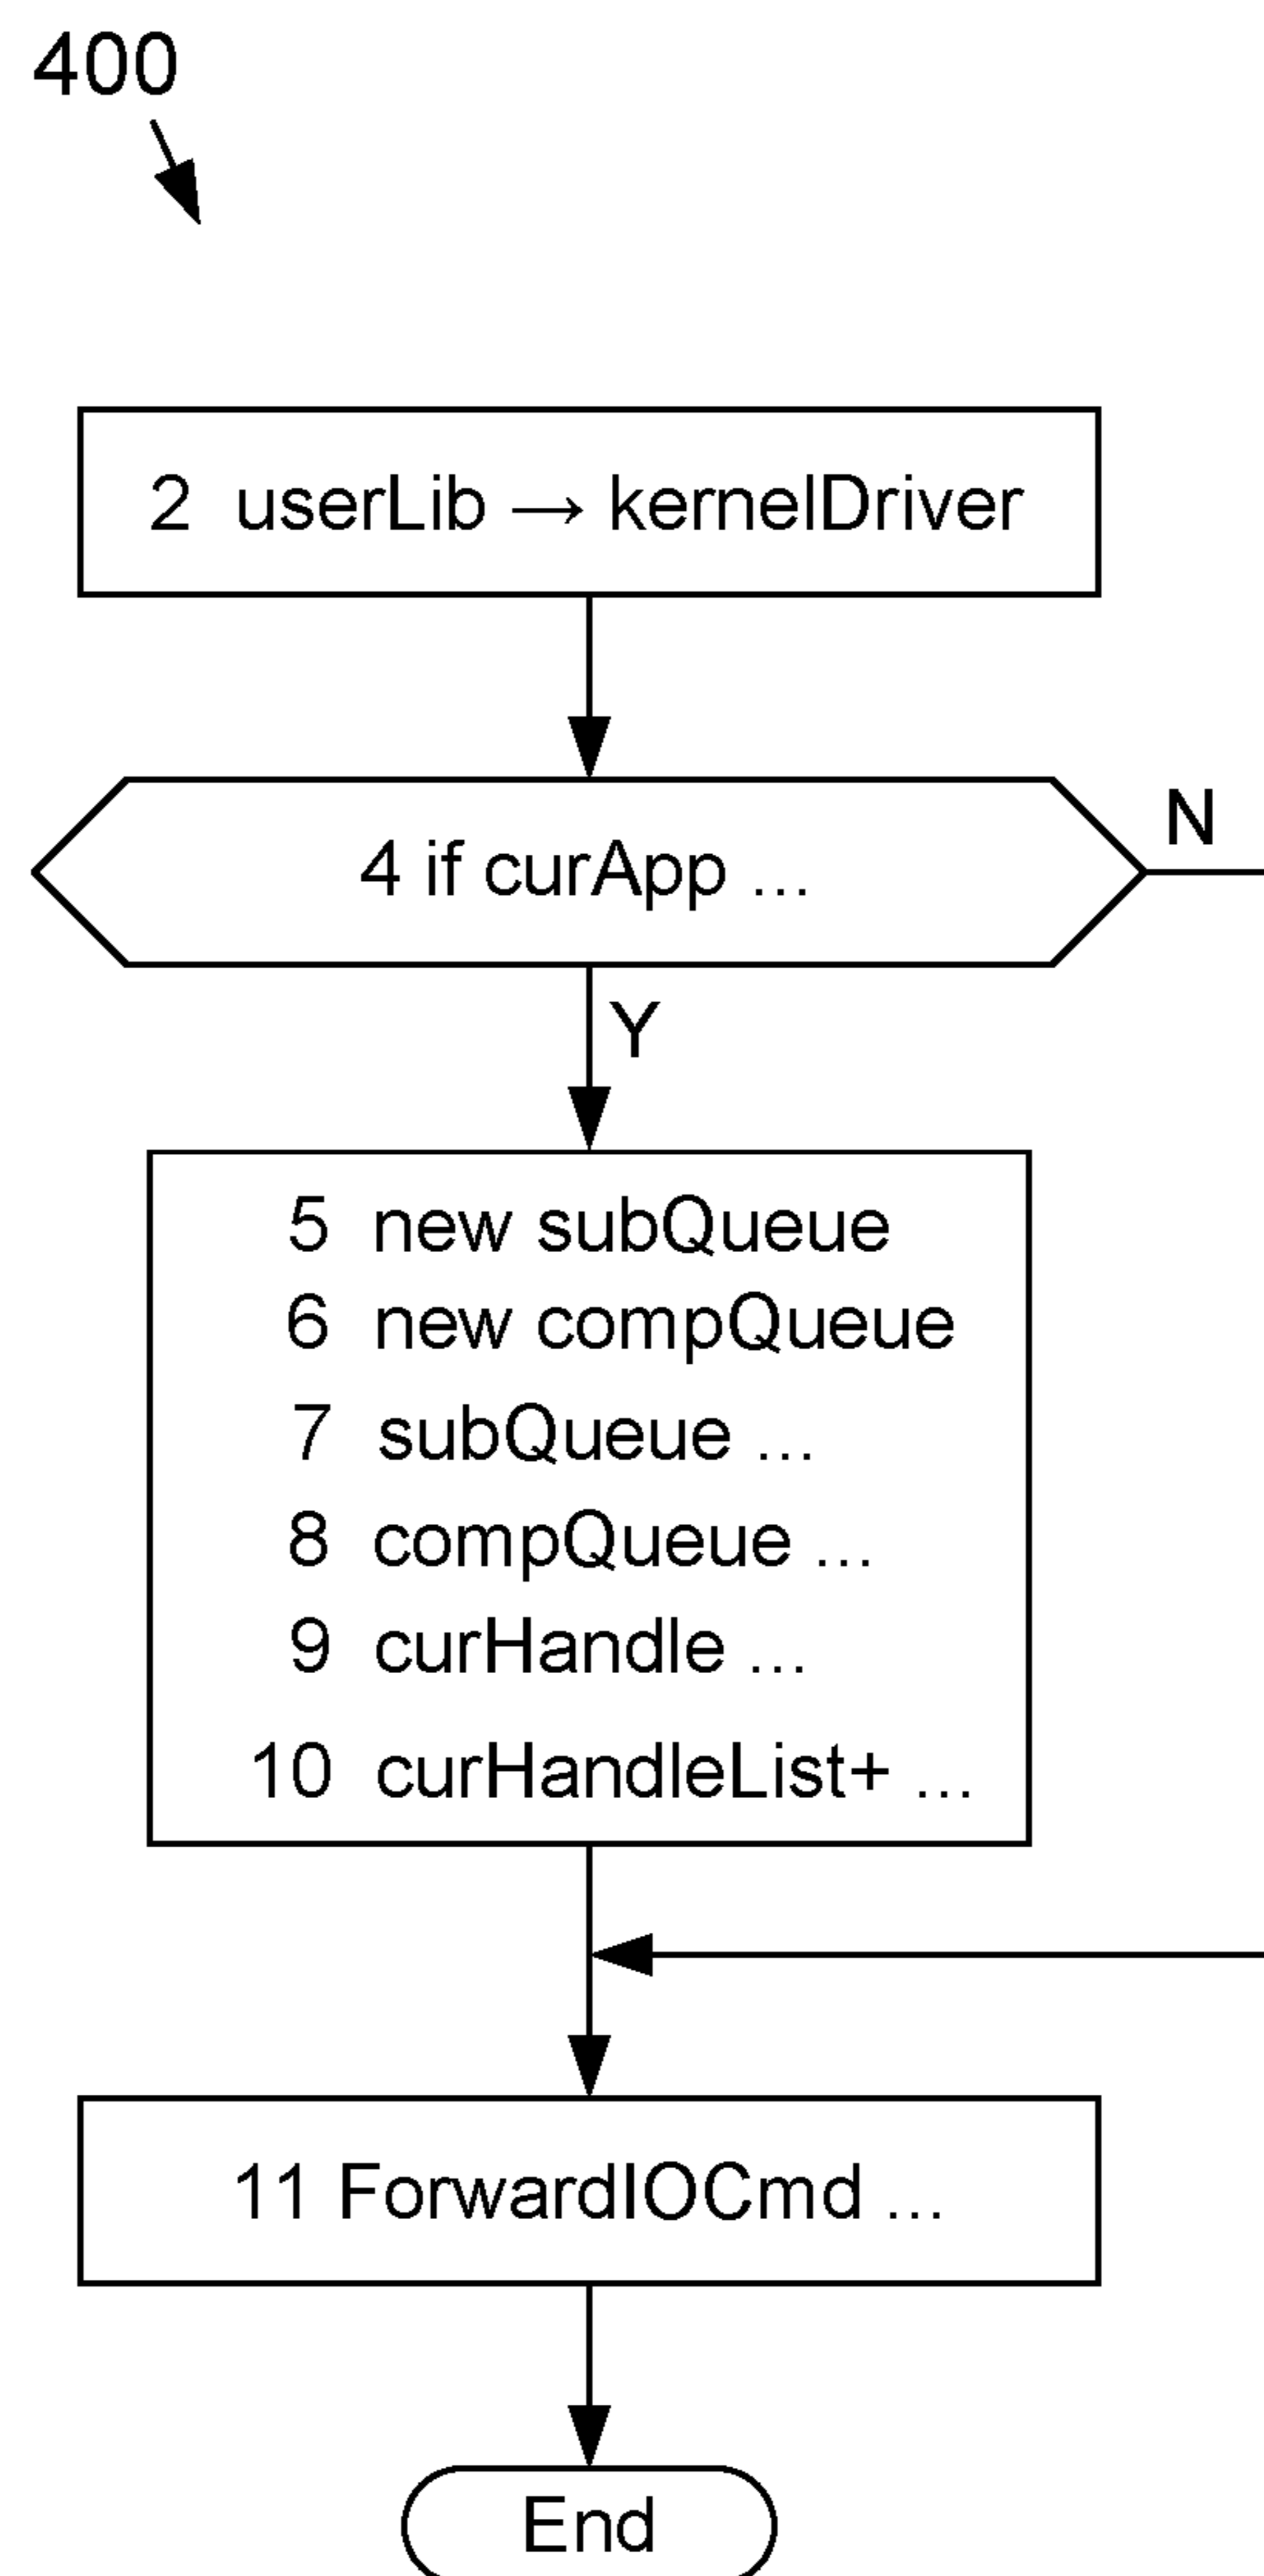 400
2 userLib → kernelDriver
4 if curApp ...
N
Y
5 new subQueue
6 new compQueue
7 subQueue ...
8 compQueue ...
9 curHandle ...
10 curHandleList+ ...
11 ForwardIOCmd ...
End